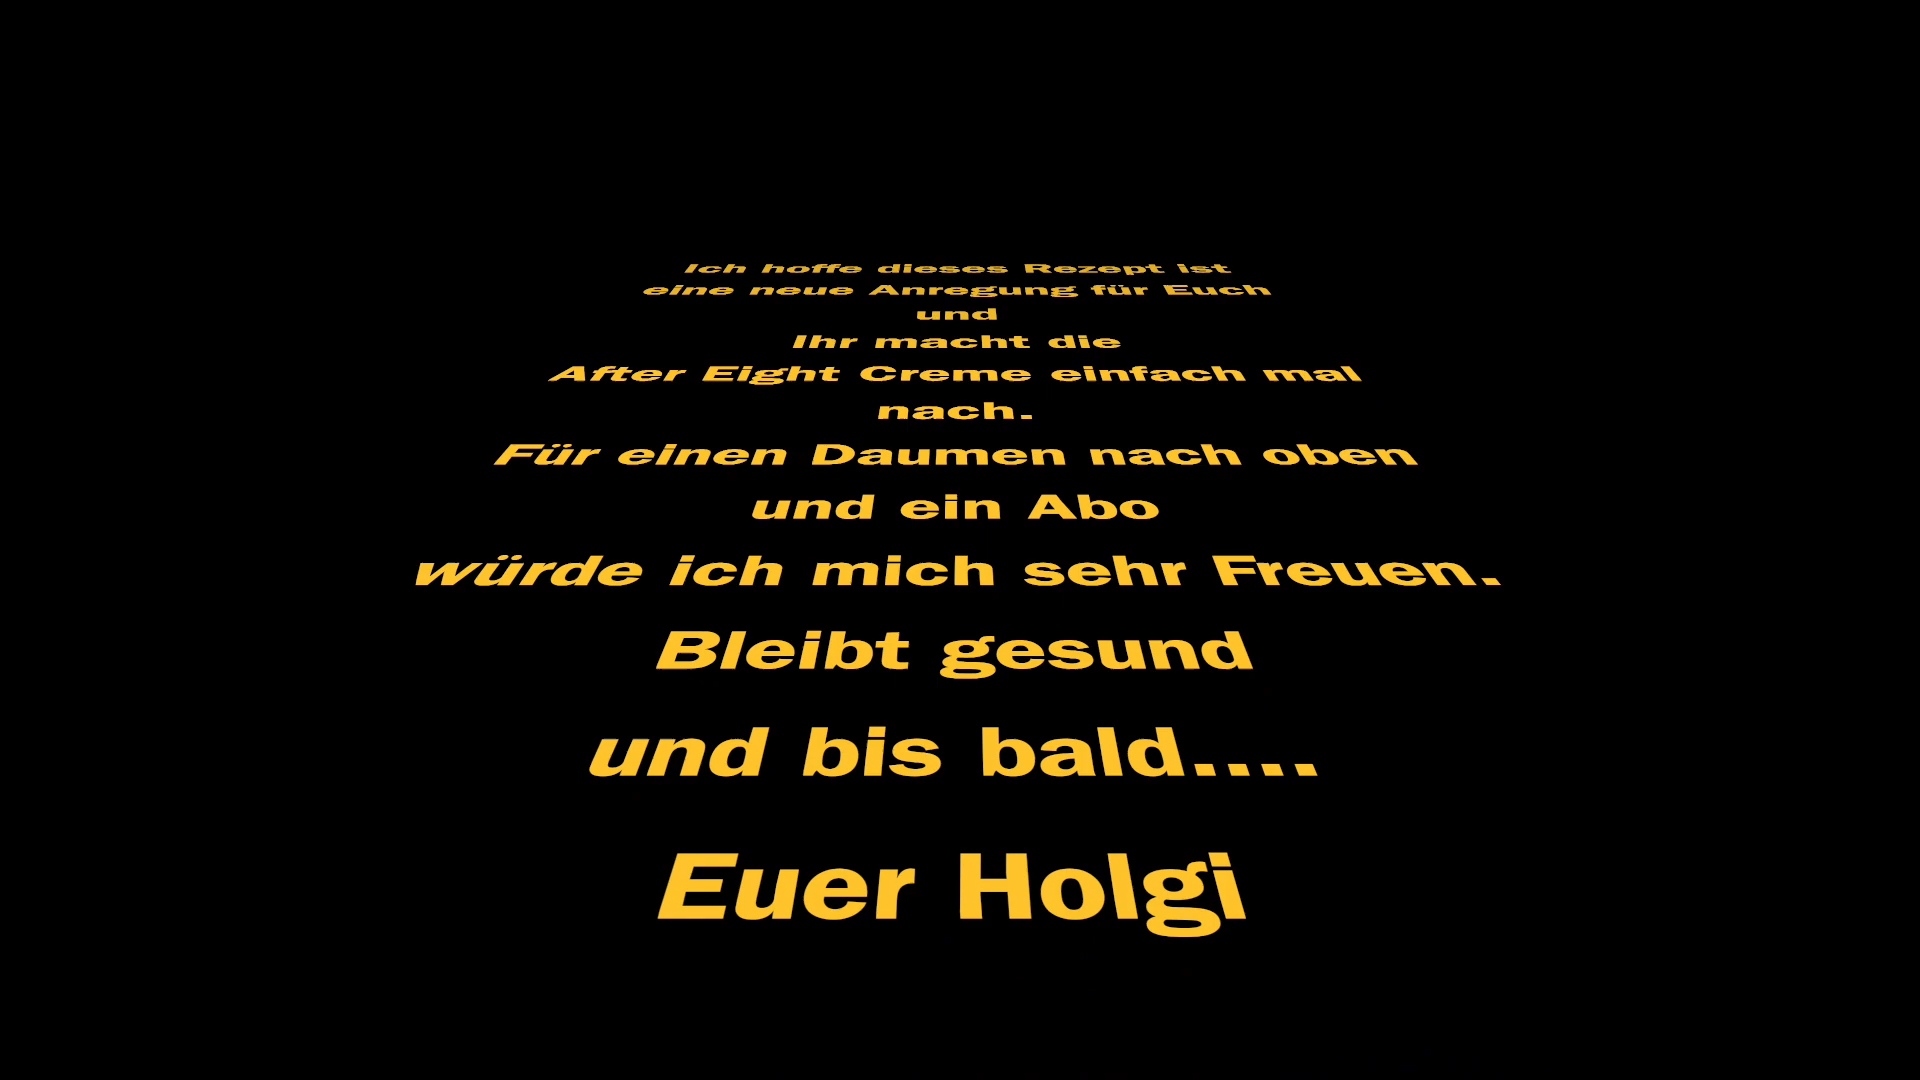 Ich hoffe dieses Rezept ist
eine neue Anregung für Euch
und
Ihr macht die
After Eight Creme einfach mal
nach.
Für einen Daumen nach oben
und ein Abo
würde ich mich sehr Freuen.
Bleibt gesund
und bis bald....
Euer Holgi